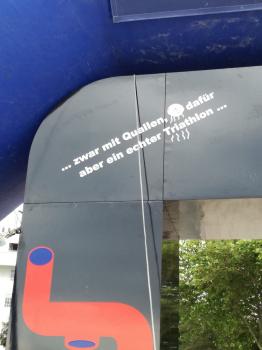 ... zwar mit Quallen, dafür
aber ein echter Triathlon ...